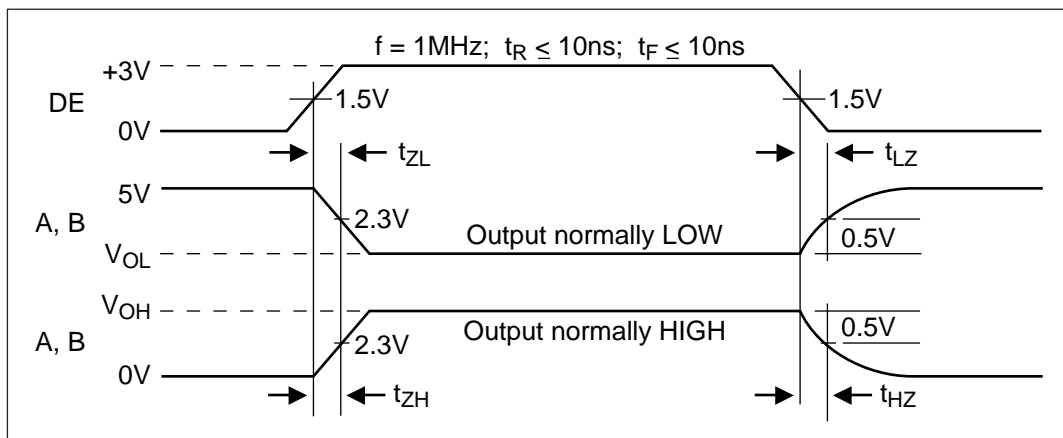 f = 1MHz; tR ≤ 10ns; tF ≤ 10ns
+3V
DE
1.5V
1.5V
0V
tZL
tLZ
5V
A, B
2.3V
Output normally LOW
0.5V
VOL
VOH
A, B
2.3V
Output normally HIGH
0.5V
0V
tZH
tHZ